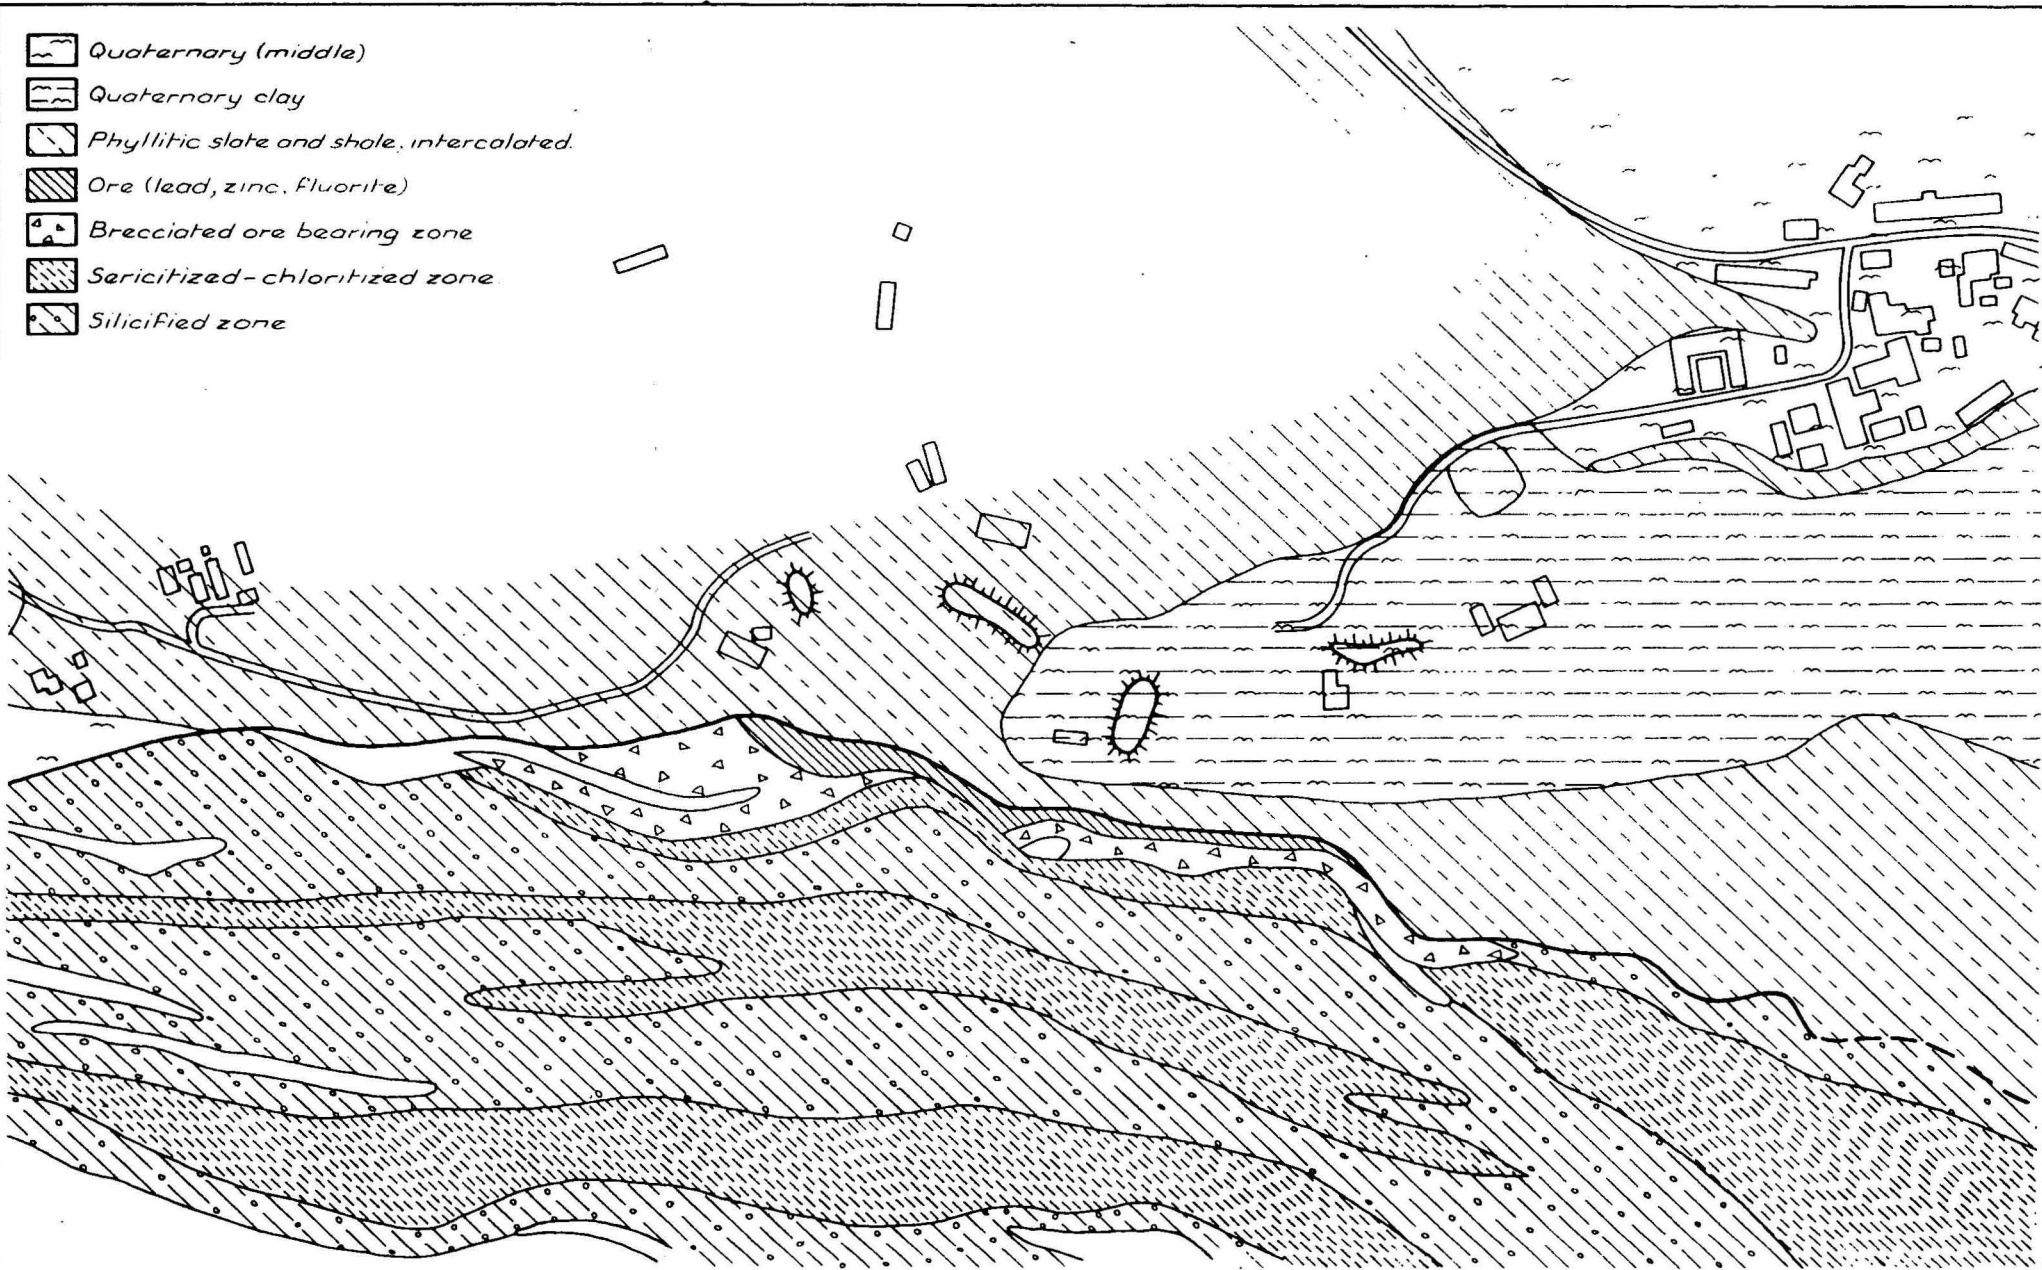 Quaternary (middle)
Quaternary clay
Phyllitic slate and shale, intercalated.
Ore (lead, zinc, fluorite)
Brecciated ore bearing zone
Sericitized-chloritized zone
Silicified zone